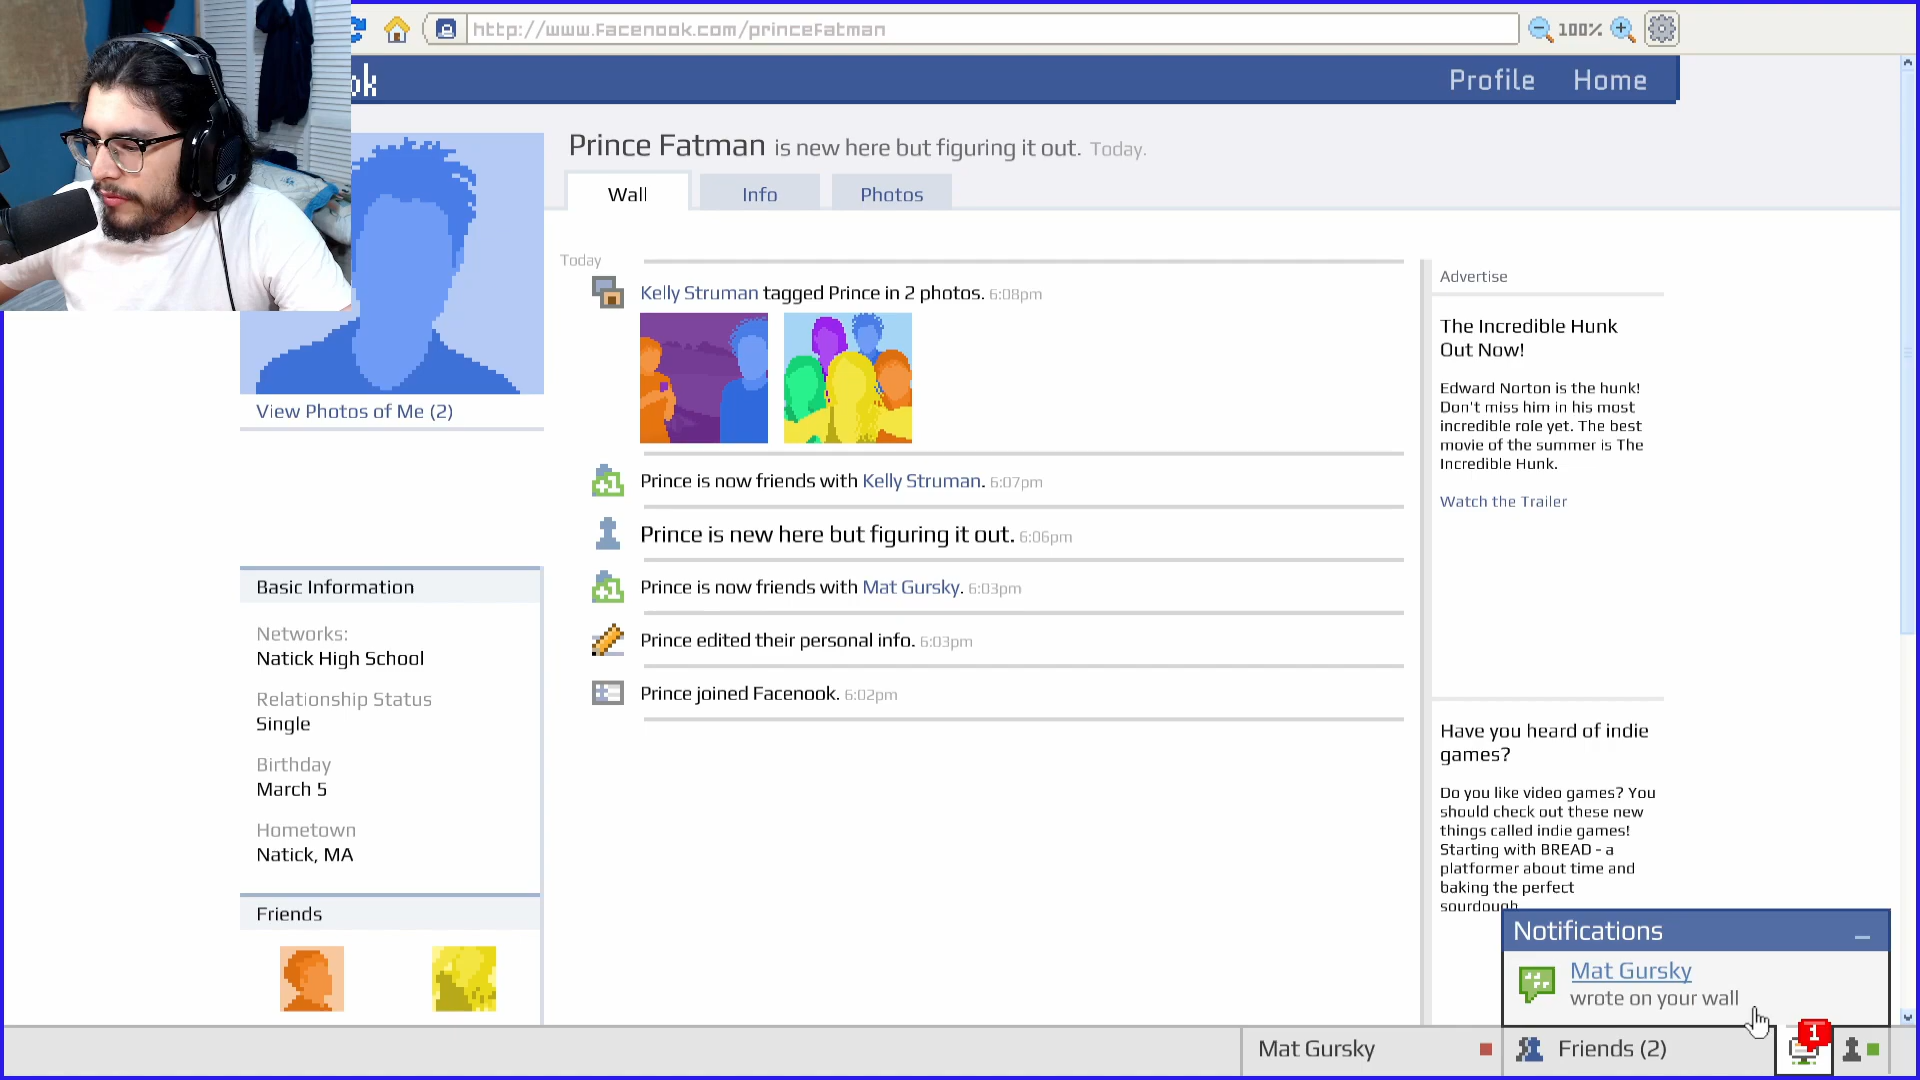 http://www.facenook.com/princefatman
100%
ok
Profile
Home
Prince Fatman is new here but figuring it out. Today.
Wall
Info
Photos
View Photos of Me (2)
Basic Information
Networks:
Natick High School
Relationship Status
Single
Birthday
March 5
Hometown
Natick, MA
Friends
Today
Kelly Struman tagged Prince in 2 photos. 6:08pm
Prince is now friends with Kelly Struman. 6:07pm
Prince is new here but figuring it out. 6:06pm
Prince is now friends with Mat Gursky. 6:03pm
Prince edited their personal info. 6:03pm
Prince joined Facenook. 6:02pm
Advertise
The Incredible Hunk
Out Now!
Edward Norton is the hunk!
Don't miss him in his most
incredible role yet. The best
movie of the summer is The
Incredible Hunk.
Watch the Trailer
Have you heard of indie
games?
Do you like video games? You
should check out these new
things called indie games!
Starting with BREAD - a
platformer about time and
baking the perfect
sourdough
Notifications
Mat Gursky
wrote on your wall
Mat Gursky
Friends (2)
1